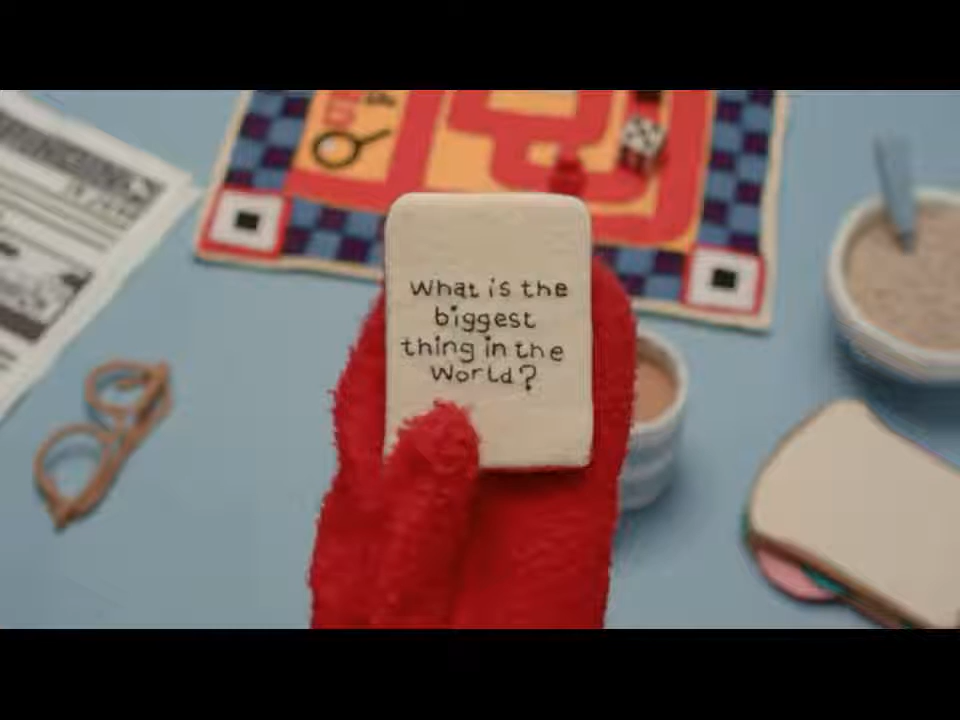 What is the
biggest
thing in the
World?